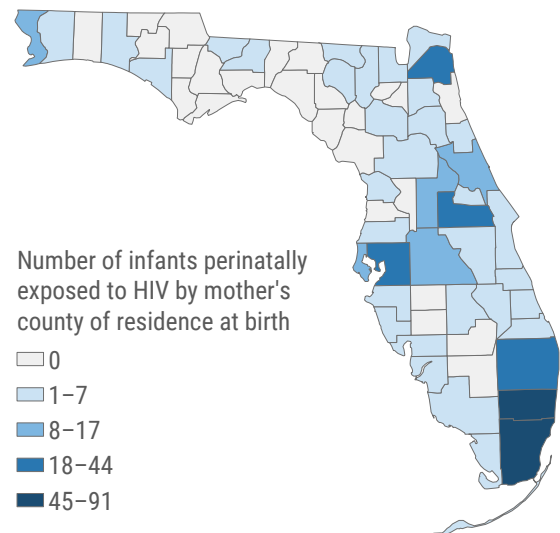 Number of infants perinatally
exposed to HIV by mother's
county of residence at birth
0
1–7
8–17
18–44
45–91